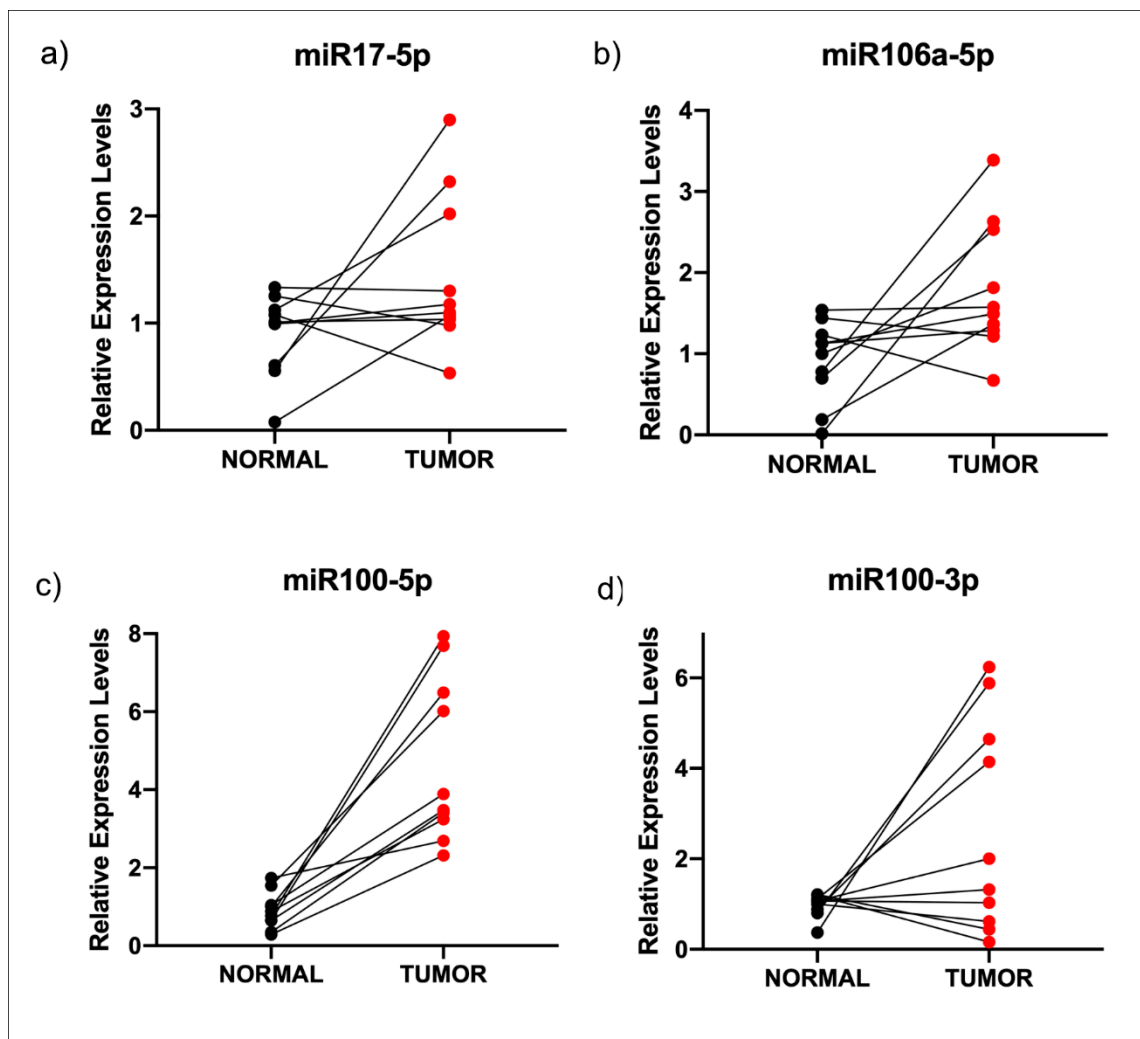 a)
miR17-5p
Relative Expression Levels
3
2
1
0
NORMAL
TUMOR
b)
miR106a-5p
Relative Expression Levels
4
3
2
1
0
NORMAL
TUMOR
c)
miR100-5p
Relative Expression Levels
8
6
4
2
0
NORMAL
TUMOR
d)
miR100-3p
Relative Expression Levels
6
4
2
0
NORMAL
TUMOR